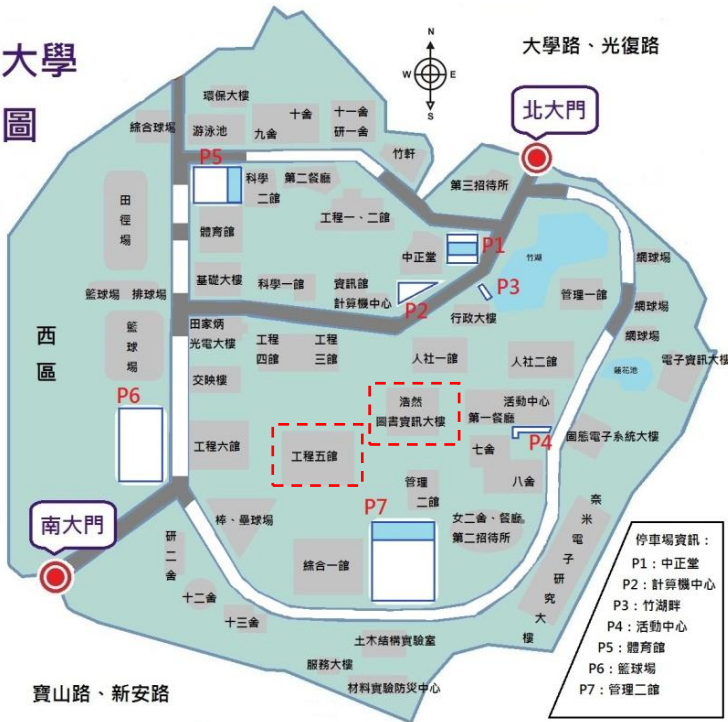 大學
圖
N
W
E
S
大學路、光復路
北大門
環保大樓
綜合球場
游泳池
九舍
十舍
十一舍
研一舍
竹軒
第三招待所
P5
科學
二館
第二餐廳
工程一、二館
田
徑
場
體育館
中正堂
P1
竹湖
網球場
基礎大樓
科學一館
資訊館
計算機中心
P2
P3
管理一館
籃球場
排球場
行政大樓
網球場
網球場
西
區
籃
球
場
田家炳
光電大樓
工程
四館
工程
三館
人社一館
人社二館
蓮花池
電子資訊大樓
交映樓
P6
浩然
圖書資訊大樓
活動中心
第一餐廳
P4
固態電子系統大樓
工程六館
工程五館
七舍
八舍
管理
二館
奈
米
電
子
研
究
大
樓
南大門
棒、壘球場
P7
女二舍、餐廳
第二招待所
研
二
舍
綜合一館
十二舍
十三舍
土木結構實驗室
服務大樓
材料實驗防災中心
寶山路、新安路
停車場資訊：
P1：中正堂
P2：計算機中心
P3：竹湖畔
P4：活動中心
P5：體育館
P6：籃球場
P7：管理二館